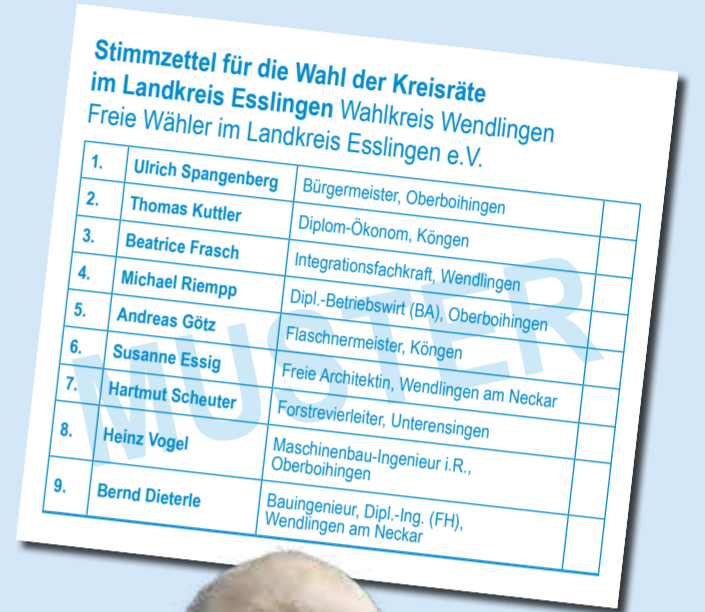 Stimmzettel für die Wahl der Kreisräte
im Landkreis Esslingen Wahlkreis Wendlingen
Freie Wähler im Landkreis Esslingen e.V.
1. Ulrich Spangenberg Bürgermeister, Oberboihingen
2. Thomas Kuttler Diplom-Ökonom, Köngen
3. Beatrice Frasch Integrationsfachkraft, Wendlingen
4. Michael Riempp Dipl.-Betriebswirt (BA), Oberboihingen
5. Andreas Götz Flaschnermeister, Köngen
6. Susanne Essig Freie Architektin, Wendlingen am Neckar
7. Hartmut Scheuter Forstrevierleiter, Unterensingen
8. Heinz Vogel Maschinenbau-Ingenieur i.R.,
Oberboihingen
9. Bernd Dieterle Bauingenieur, Dipl.-Ing. (FH),
Wendlingen am Neckar
MUSTER